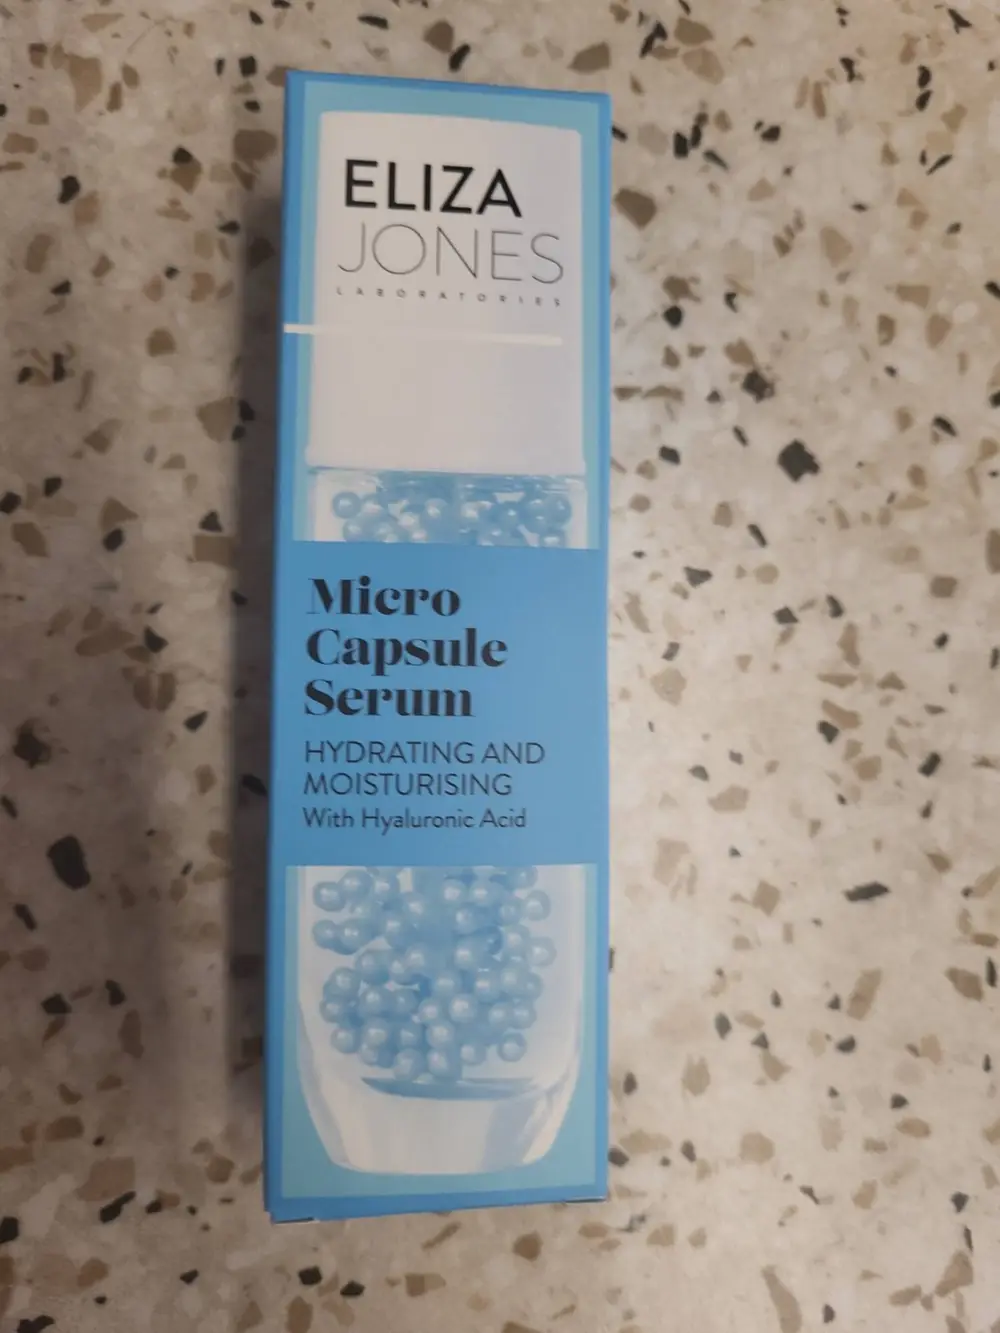 ELIZA
JONES
LABORATORIES
Micro
Capsule
Serum
HYDRATING AND
MOISTURISING
With Hyaluronic Acid